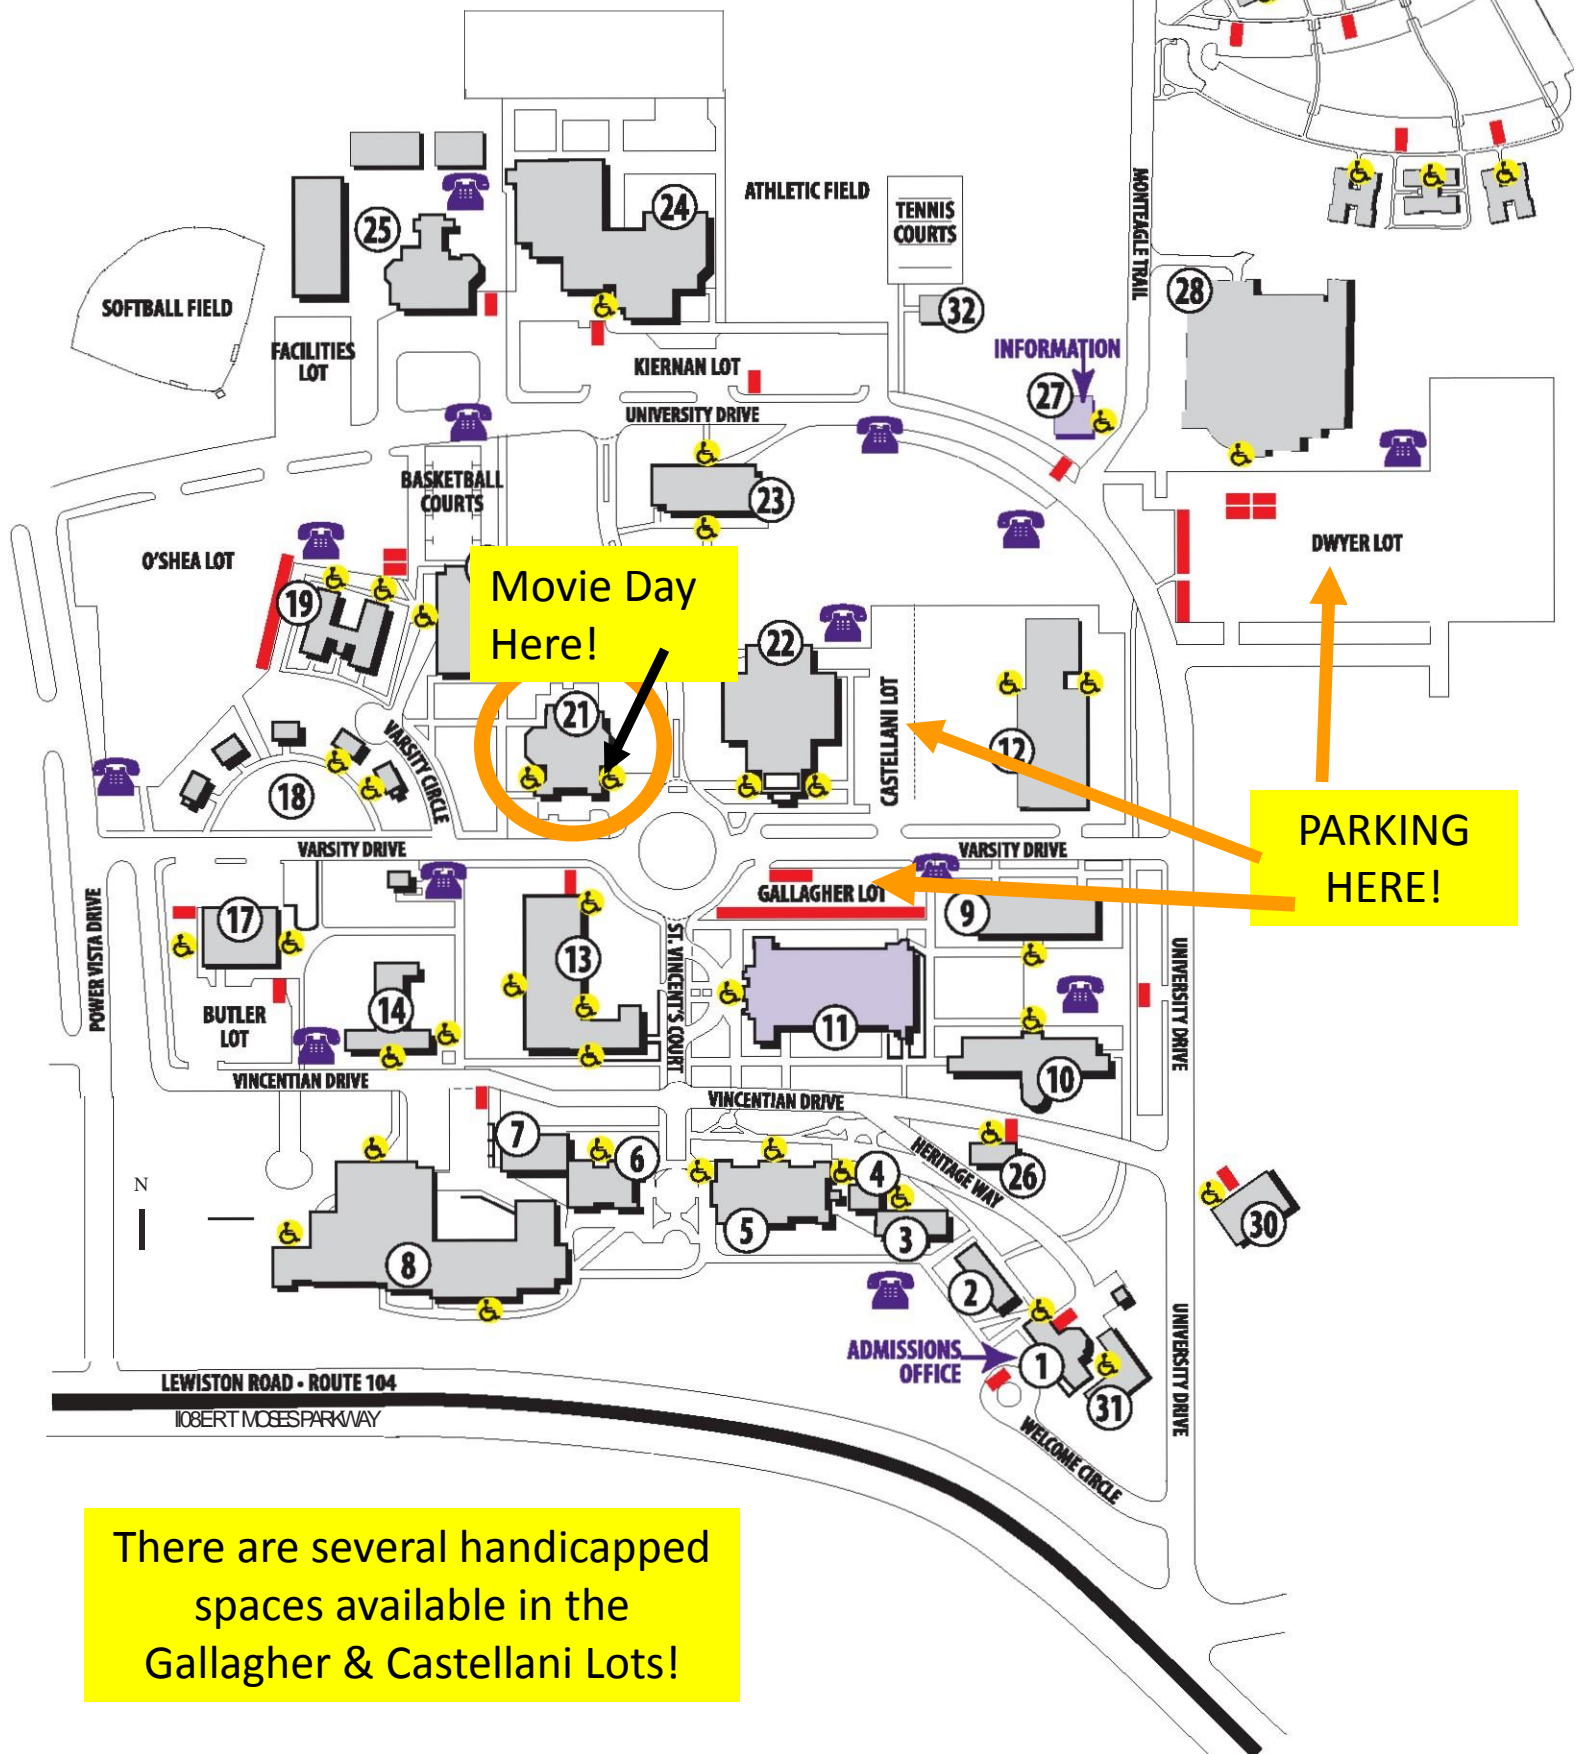 MONTEAGLE TRAIL
ATHLETIC FIELD
TENNIS
COURTS
24
25
SOFTBALL FIELD
28
32
FACILITIES
LOT
KIERNAN LOT
INFORMATION
27
UNIVERSITY DRIVE
BASKETBALL
COURTS
23
O'SHEA LOT
DWYER LOT
Movie Day
Here!
19
22
21
CASTELLANI LOT
12
VARSITY CIRCLE
18
PARKING
HERE!
VARSITY DRIVE
VARSITY DRIVE
GALLAGHER LOT
9
17
POWER VISTA DRIVE
13
ST. VINCENT'S COURT
UNIVERSITY DRIVE
BUTLER
LOT
14
11
10
VINCENTIAN DRIVE
VINCENTIAN DRIVE
7
6
HERITAGE WAY
26
4
N
5
3
30
8
2
ADMISSIONS
OFFICE
1
31
UNIVERSITY DRIVE
LEWISTON ROAD • ROUTE 104
I08ERT MOSES PARKWAY
WELCOME CIRCLE
There are several handicapped
spaces available in the
Gallagher & Castellani Lots!